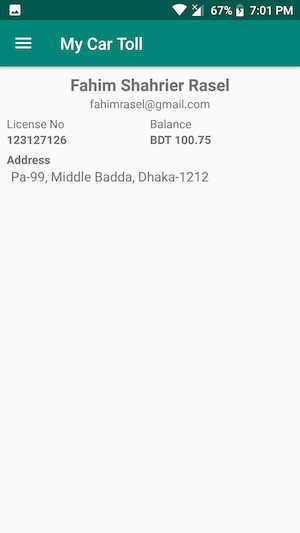 67% 7:01 PM
My Car Toll
Fahim Shahrier Rasel
fahimrasel@gmail.com
License No Balance
123127126 BDT 100.75
Address
Pa-99, Middle Badda, Dhaka-1212